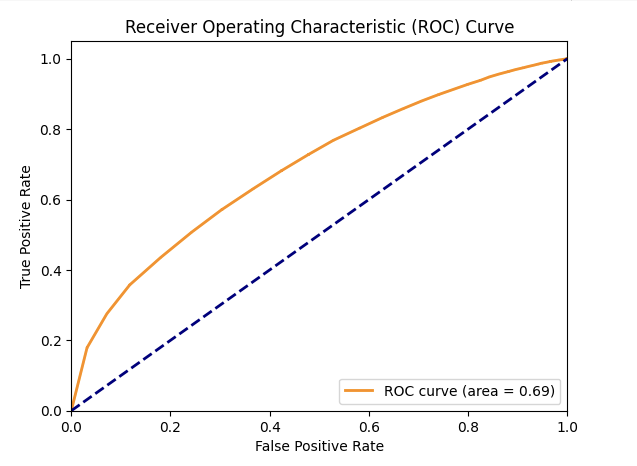 Receiver Operating Characteristic (ROC) Curve
1.0
0.8
0.6
0.4
0.2
0.0
True Positive Rate
ROC curve (area = 0.69)
0.0 0.2 0.4 0.6 0.8 1.0
False Positive Rate